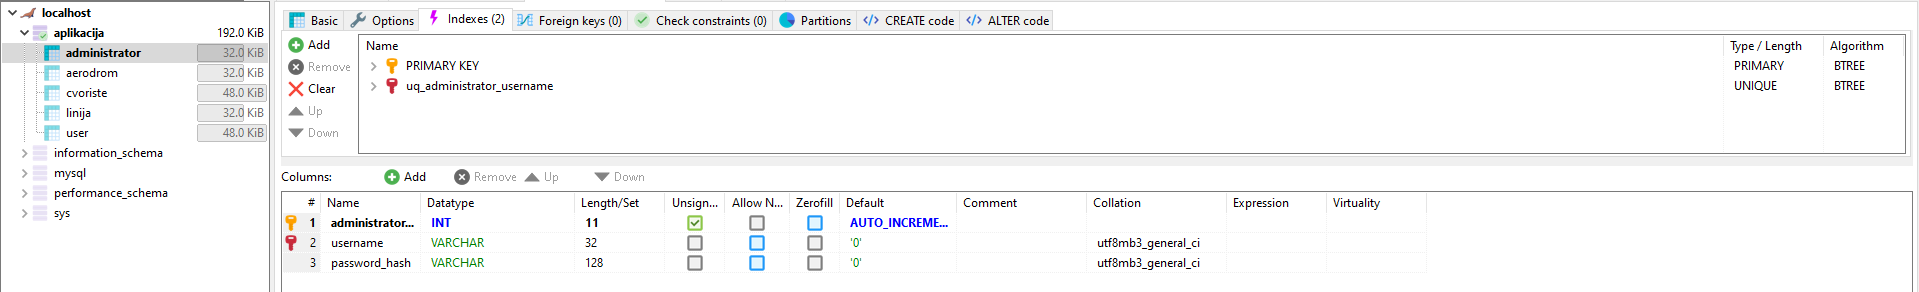 localhost
aplikacija 192.0 KiB
administrator 32.0 KiB
aerodrom 32.0 KiB
cvoriste 48.0 KiB
linija 32.0 KiB
user 48.0 KiB
information_schema
mysql
performance_schema
sys
Basic Options Indexes (2) Foreign keys (0) Check constraints (0) Partitions CREATE code ALTER code
Add
Remove
Clear
Up
Down
Name Type / Length Algorithm
PRIMARY KEY PRIMARY BTREE
uq_administrator_username UNIQUE BTREE
Columns: Add Remove Up Down
# Name Datatype Length/Set Unsign... Allow N... Zerofill Default Comment Collation Expression Virtuality
1 administrator... INT 11 AUTO_INCREME...
2 username VARCHAR 32 '0' utf8mb3_general_ci
3 password_hash VARCHAR 128 '0' utf8mb3_general_ci